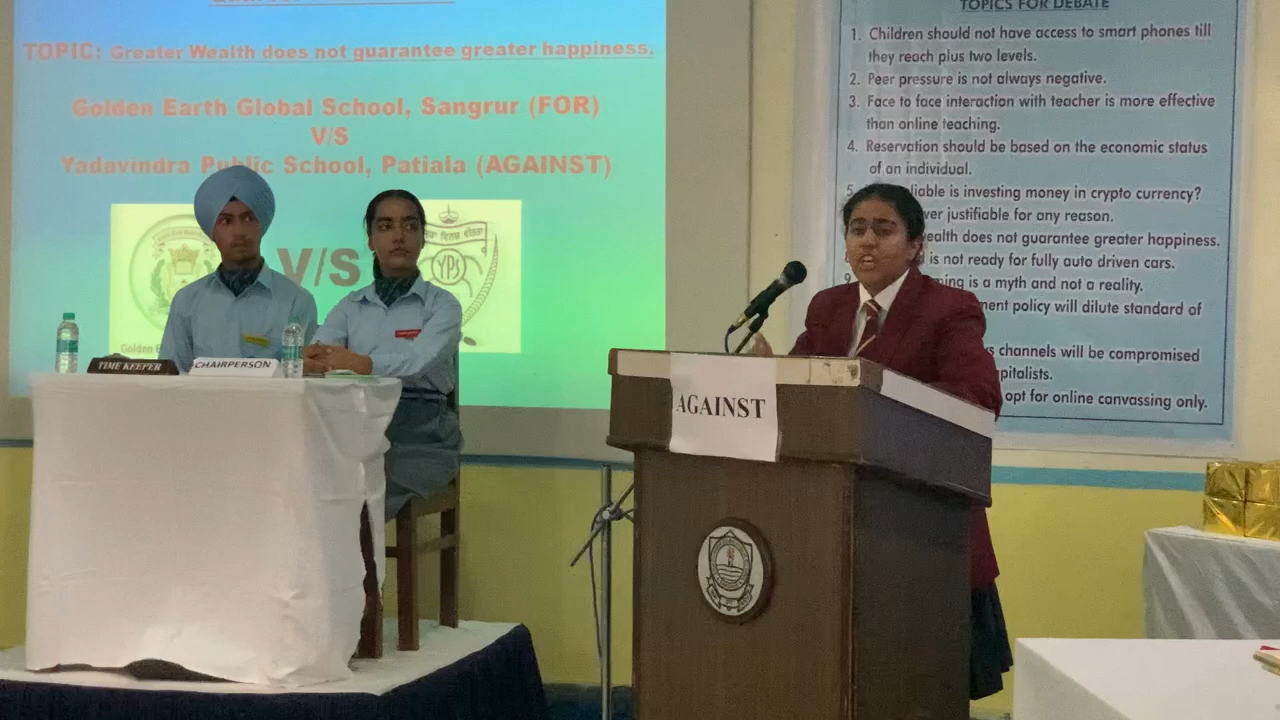 TOPIC: Greater Wealth does not guarantee greater happiness.
Golden Earth Global School, Sangrur (FOR)
V/S
Yadavindra Public School, Patiala (AGAINST)
V/S
YPS
TIME KEEPER
CHAIRPERSON
AGAINST
TOPICS FOR DEBATE
1. Children should not have access to smart phones till
they reach plus two levels.
2. Peer pressure is not always negative.
3. Face to face interaction with teacher is more effective
than online teaching.
4. Reservation should be based on the economic status
of an individual.
5. is investing money in crypto currency?
justifiable for any reason.
does not guarantee greater happiness.
is not ready for fully auto driven cars.
9. is a myth and not a reality.
policy will dilute standard of
channels will be compromised
opt for online canvassing only.